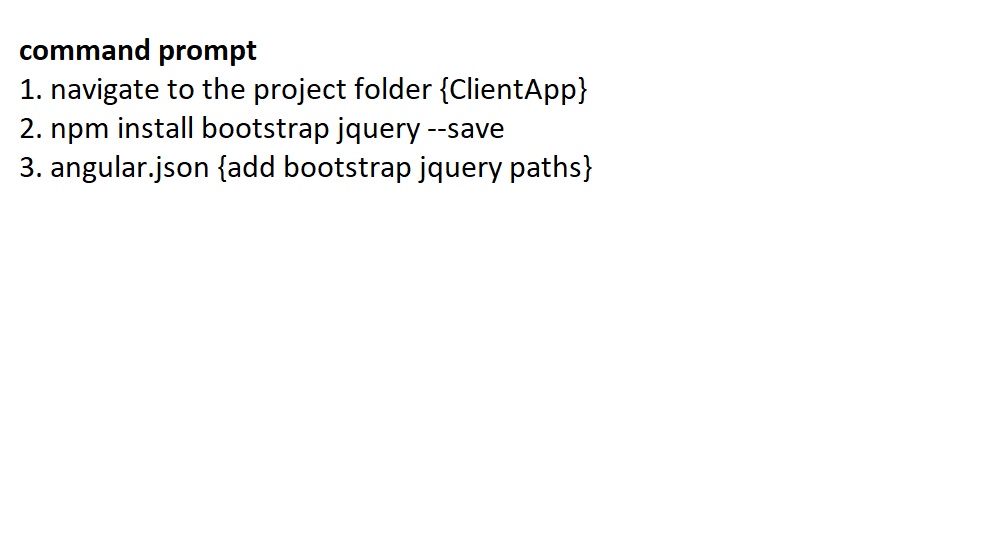 command prompt
1. navigate to the project folder {ClientApp}
2. npm install bootstrap jquery --save
3. angular.json {add bootstrap jquery paths}